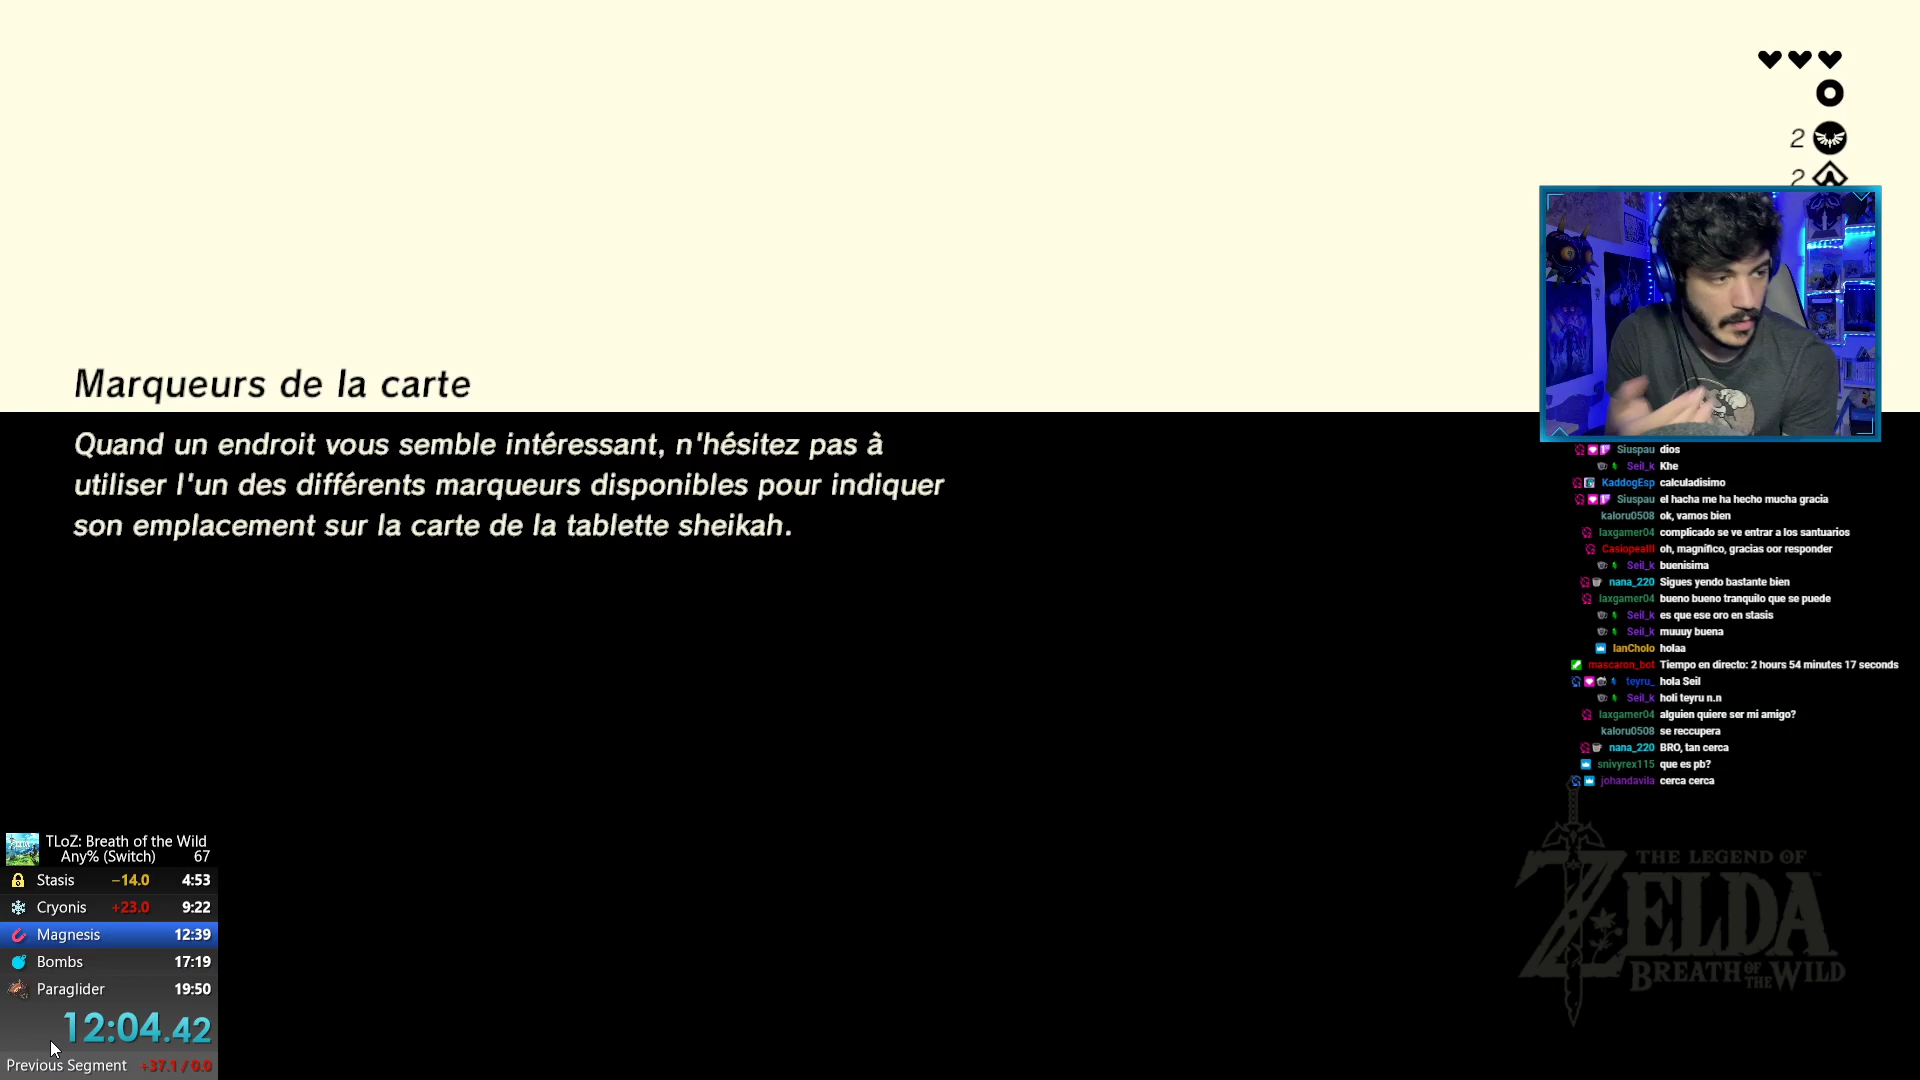 2
2
Marqueurs de la carte
Quand un endroit vous semble intéressant, n'hésitez pas à
utiliser l'un des différents marqueurs disponibles pour indiquer
son emplacement sur la carte de la tablette sheikah.
Siuspau dios
Seil_k Khe
KaddogEsp calculadisimo
Siuspau el hacha me ha hecho mucha gracia
kaloru0508 ok, vamos bien
laxgamer04 complicado se ve entrar a los santuarios
Casiopealll oh, magnífico, gracias oor responder
Seil_k buenisima
nana_220 Sigues yendo bastante bien
laxgamer04 bueno bueno tranquilo que se puede
Seil_k es que ese oro en stasis
Seil_k muuuy buena
IanCholo holaa
mascaron_bot Tiempo en directo: 2 hours 54 minutes 17 seconds
teyru_ hola Seil
Seil_k holi teyru n.n
laxgamer04 alguien quiere ser mi amigo?
kaloru0508 se reccupera
nana_220 BRO, tan cerca
snivyrex115 que es pb?
johandavila cerca cerca
TLoZ: Breath of the Wild
Any% (Switch) 67
Stasis −14.0 4:53
Cryonis +23.0 9:22
Magnesis 12:39
Bombs 17:19
Paraglider 19:50
12:04.42
Previous Segment +37.1 / 0.0
THE LEGEND OF
ZELDA
BREATH OF THE WILD